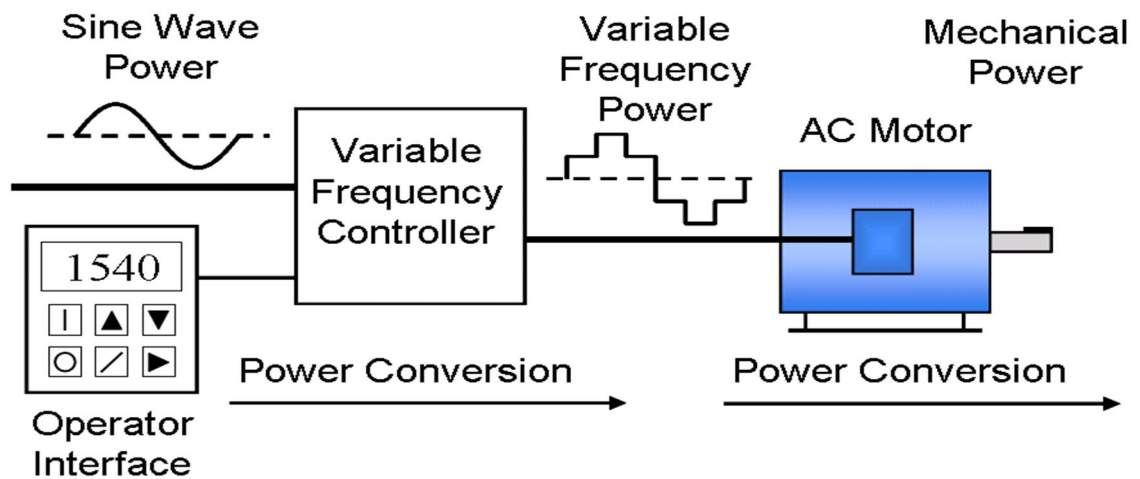 Sine Wave
Power
Variable
Frequency
Power
Mechanical
Power
AC Motor
Variable
Frequency
Controller
1540
Power Conversion
Power Conversion
Operator
Interface